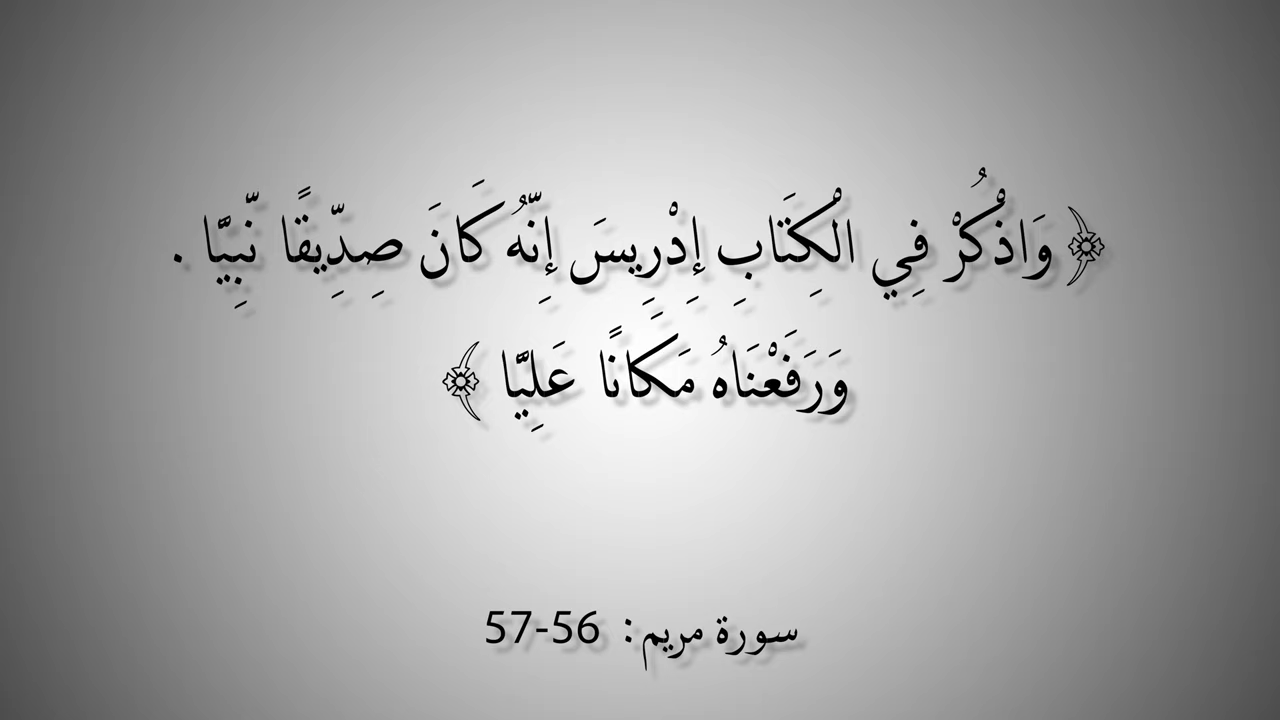 ﴿ وَاذْكُرْ فِي الْكِتَابِ إِدْرِيسَ إِنَّهُ كَانَ صِدِّيقًا نَّبِيًّا .
وَرَفَعْنَاهُ مَكَانًا عَلِيًّا ﴾
سورة مريم : 56-57